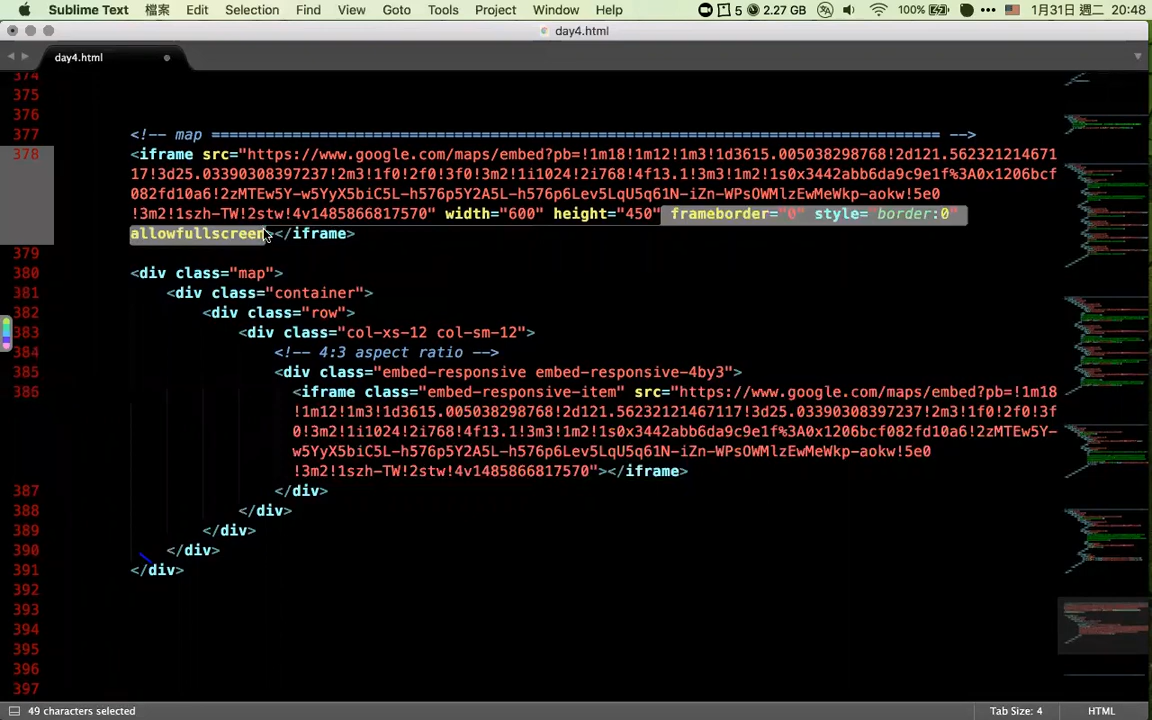 Sublime Text 檔案 Edit Selection Find View Goto Tools Project Window Help 5 2.27 GB 100% 1月31日 週二 20:48
day4.html
day4.html
374
375
376
377 <!-- map ================================================================================= -->
378 <iframe src="https://www.google.com/maps/embed?pb=!1m18!1m12!1m3!1d3615.005038298768!2d121.562321214671
17!3d25.03390308397237!2m3!1f0!2f0!3f0!3m2!1i1024!2i768!4f13.1!3m3!1m2!1s0x3442abb6da9c9e1f%3A0x1206bcf
082fd10a6!2zMTEw5Y-w5YyX5biC5L-h576p5Y2A5L-h576p6Lev5LqU5q61N-iZn-WPsOWMlzEwMeWkp-aokw!5e0
!3m2!1szh-TW!2stw!4v1485866817570" width="600" height="450" frameborder="0" style="border:0"
allowfullscreen></iframe>
379
380 <div class="map">
381 <div class="container">
382 <div class="row">
383 <div class="col-xs-12 col-sm-12">
384 <!-- 4:3 aspect ratio -->
385 <div class="embed-responsive embed-responsive-4by3">
386 <iframe class="embed-responsive-item" src="https://www.google.com/maps/embed?pb=!1m18
!1m12!1m3!1d3615.005038298768!2d121.56232121467117!3d25.03390308397237!2m3!1f0!2f0!3f
0!3m2!1i1024!2i768!4f13.1!3m3!1m2!1s0x3442abb6da9c9e1f%3A0x1206bcf082fd10a6!2zMTEw5Y-
w5YyX5biC5L-h576p5Y2A5L-h576p6Lev5LqU5q61N-iZn-WPsOWMlzEwMeWkp-aokw!5e0
!3m2!1szh-TW!2stw!4v1485866817570"></iframe>
387 </div>
388 </div>
389 </div>
390 </div>
391 </div>
392
393
394
395
396
397
49 characters selected Tab Size: 4 HTML